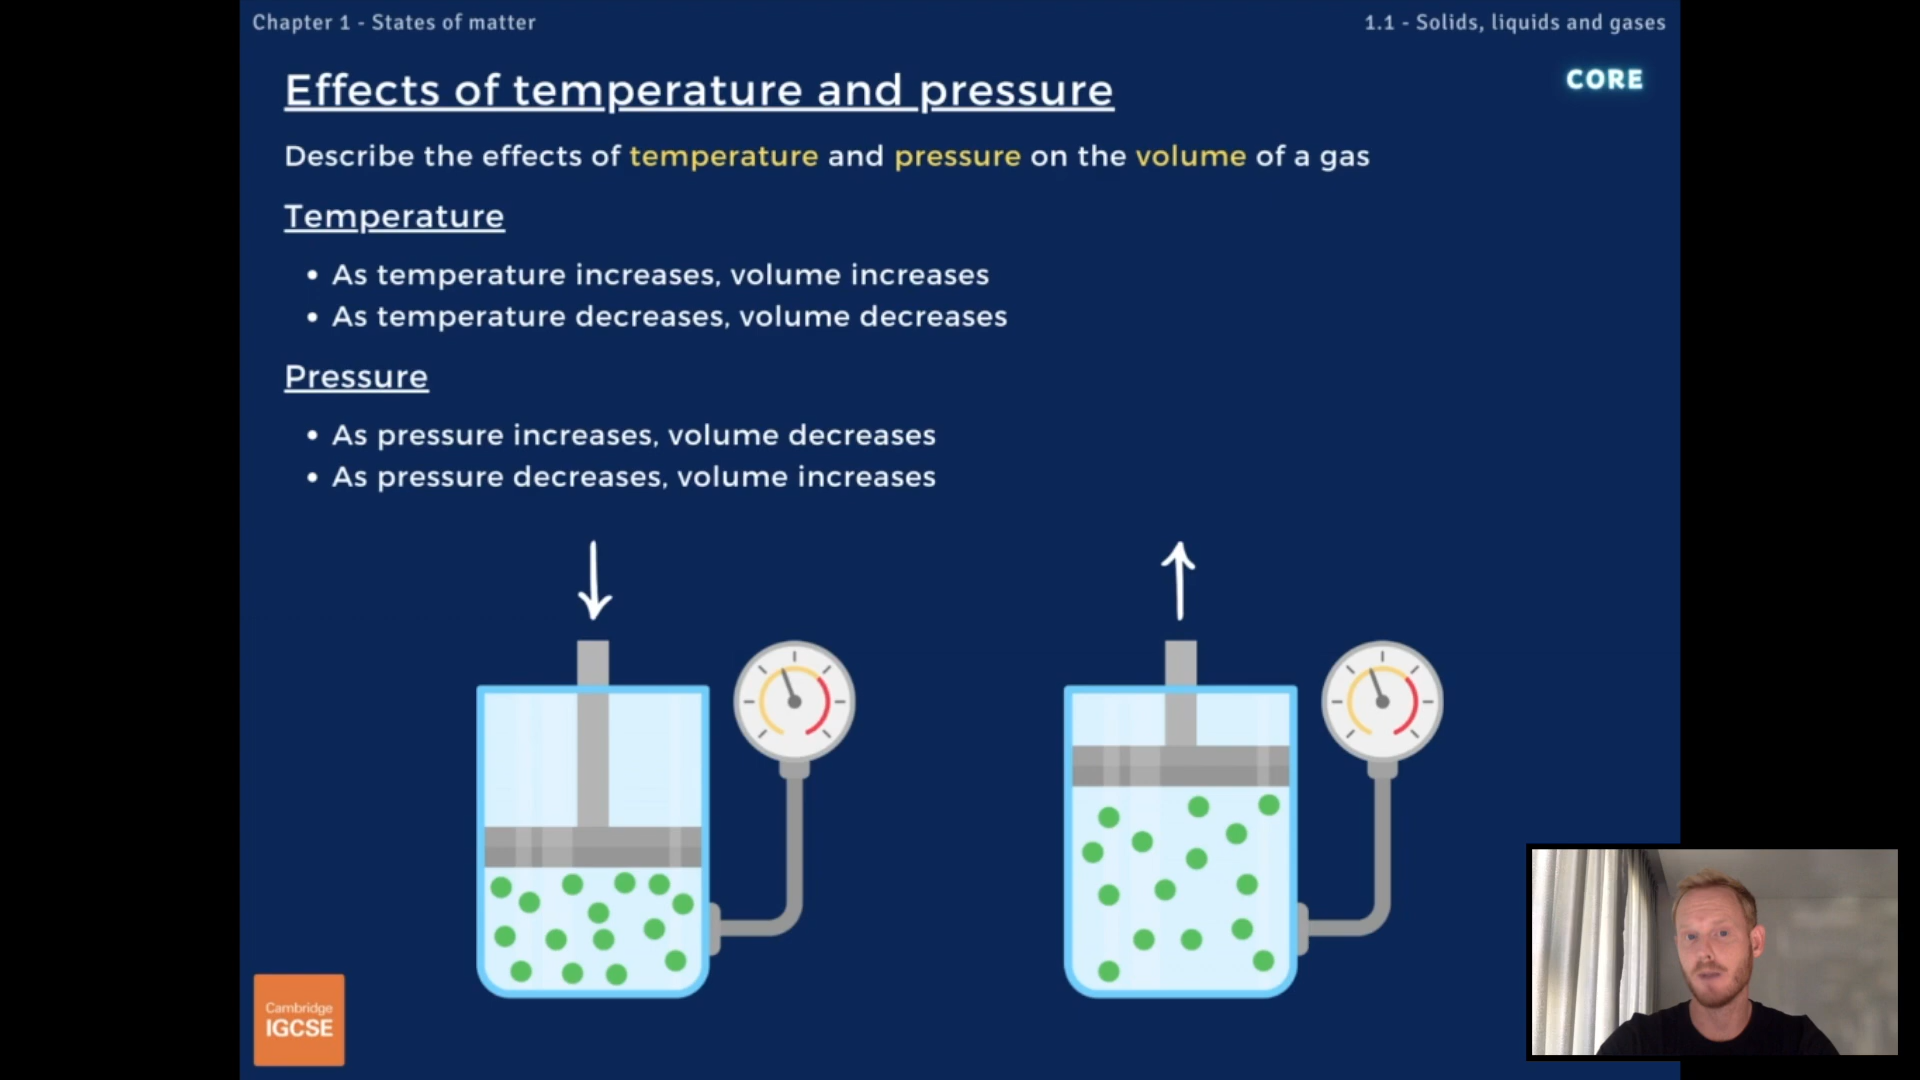 Chapter 1 - States of matter
1.1 - Solids, liquids and gases
CORE
Effects of temperature and pressure
Describe the effects of temperature and pressure on the volume of a gas
Temperature
• As temperature increases, volume increases
• As temperature decreases, volume decreases
Pressure
• As pressure increases, volume decreases
• As pressure decreases, volume increases
Cambridge
IGCSE